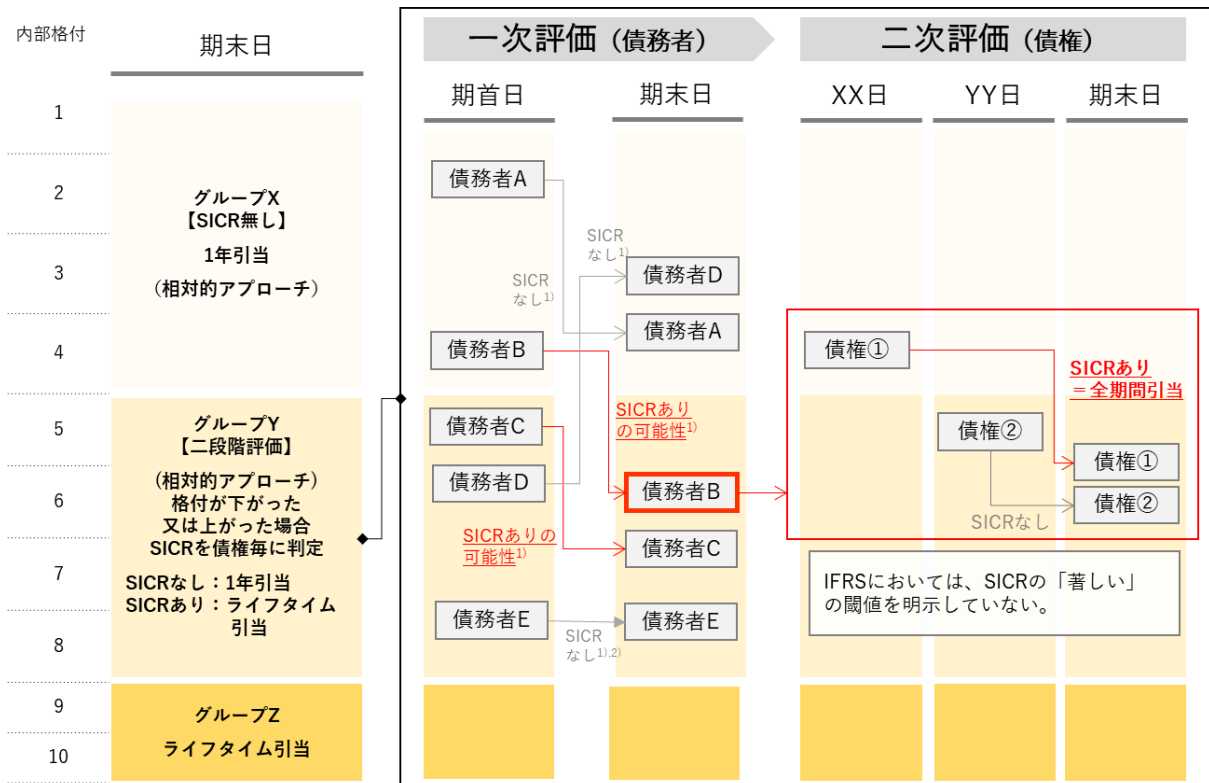 内部格付
1
2
3
4
5
6
7
8
9
10
期末日
グループX
【SICR無し】
1年引当
(相対的アプローチ)
グループY
【二段階評価】
(相対的アプローチ)
格付が下がった
又は上がった場合
SICRを債権毎に判定
SICRなし：1年引当
SICRあり：ライフタイム
引当
グループZ
ライフタイム引当
一次評価（債務者）
期首日
期末日
債務者A
債務者B
債務者C
債務者D
債務者E
SICR
なし1)
SICR
なし1)
SICRあり
の可能性1)
SICRありの
可能性1)
SICR
なし1),2)
債務者D
債務者A
債務者B
債務者C
債務者E
二次評価（債権）
XX日
YY日
期末日
債権①
債権②
SICRあり
＝全期間引当
債権①
債権②
SICRなし
IFRSにおいては、SICRの「著しい」
の閾値を明示していない。